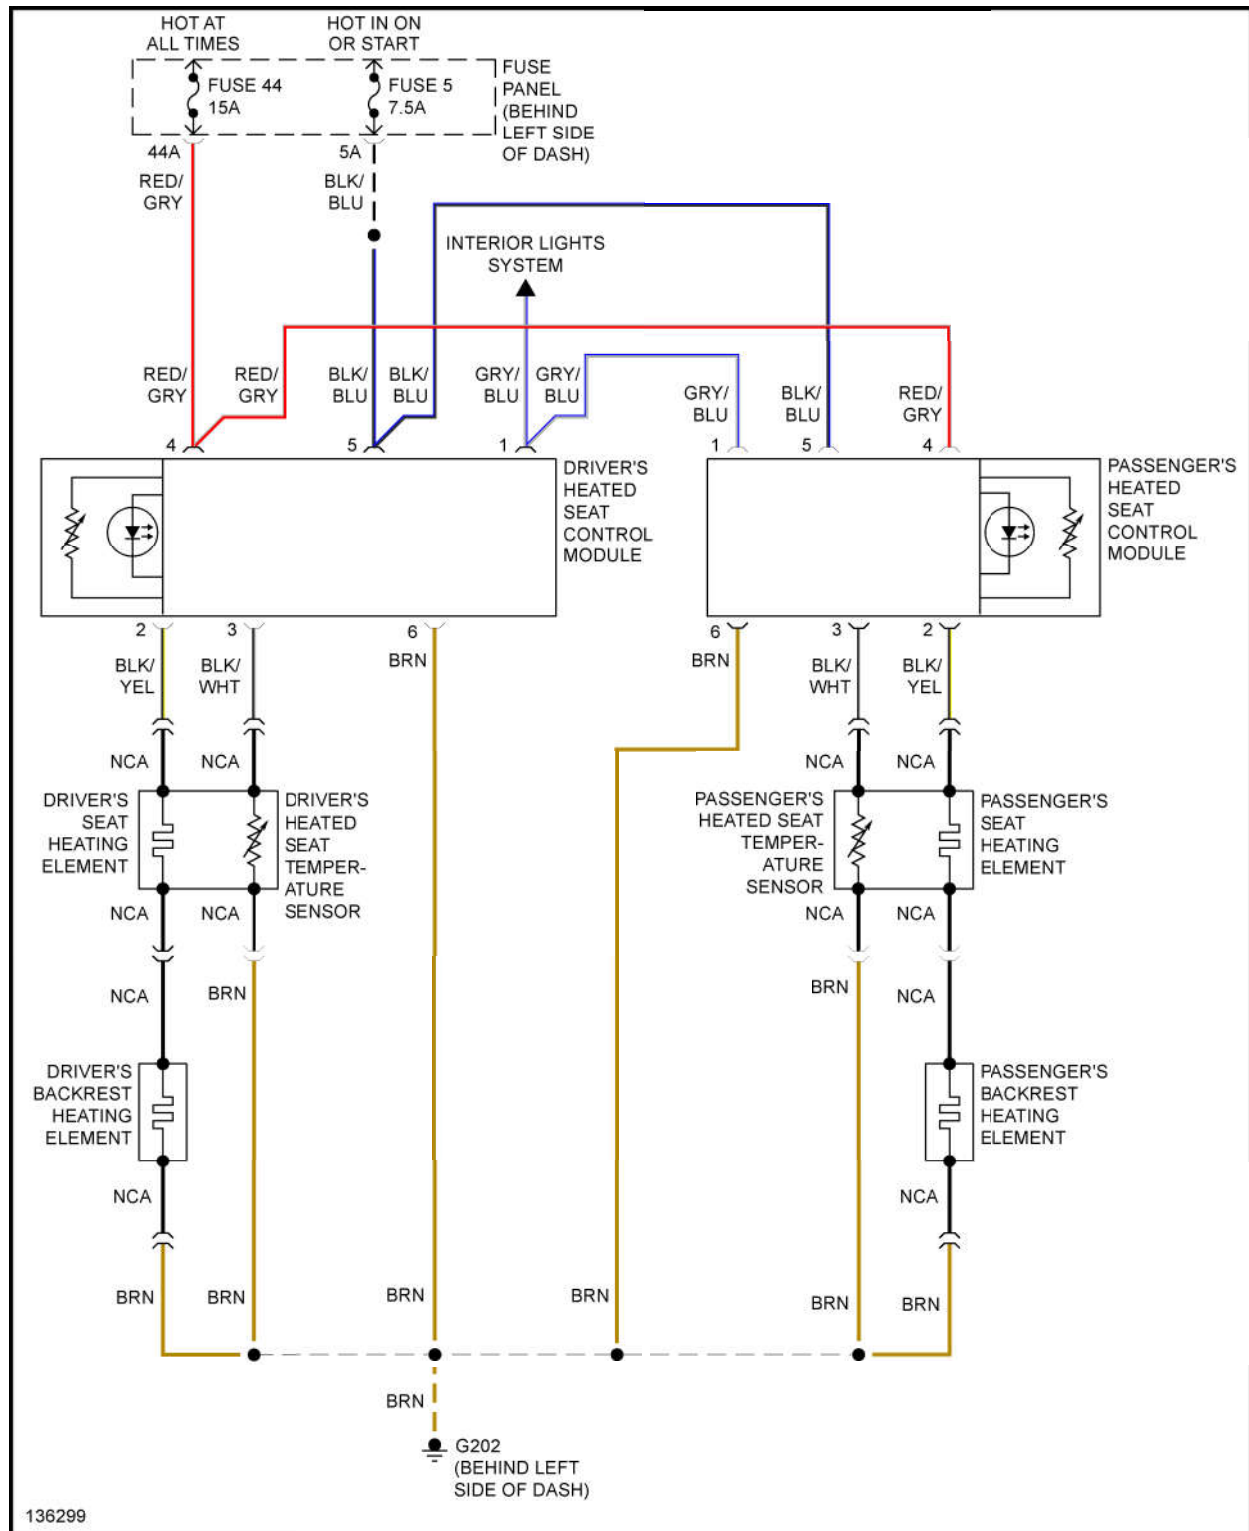 HOT AT
ALL TIMES
HOT IN ON
OR START
FUSE 44
15A
FUSE 5
7.5A
FUSE
PANEL
(BEHIND
LEFT SIDE
OF DASH)
44A
5A
RED/
GRY
BLK/
BLU
INTERIOR LIGHTS
SYSTEM
RED/
GRY
RED/
GRY
BLK/
BLU
BLK/
BLU
GRY/
BLU
GRY/
BLU
GRY/
BLU
BLK/
BLU
RED/
GRY
4
5
1
1
5
4
DRIVER'S
HEATED
SEAT
CONTROL
MODULE
PASSENGER'S
HEATED
SEAT
CONTROL
MODULE
2
3
6
6
3
2
BLK/
YEL
BLK/
WHT
BRN
BRN
BLK/
WHT
BLK/
YEL
NCA
NCA
NCA
NCA
DRIVER'S
SEAT
HEATING
ELEMENT
DRIVER'S
HEATED
SEAT
TEMPER-
ATURE
SENSOR
PASSENGER'S
HEATED SEAT
TEMPER-
ATURE
SENSOR
PASSENGER'S
SEAT
HEATING
ELEMENT
NCA
NCA
NCA
NCA
NCA
BRN
BRN
NCA
DRIVER'S
BACKREST
HEATING
ELEMENT
PASSENGER'S
BACKREST
HEATING
ELEMENT
NCA
NCA
BRN
BRN
BRN
BRN
BRN
BRN
BRN
G202
(BEHIND LEFT
SIDE OF DASH)
136299